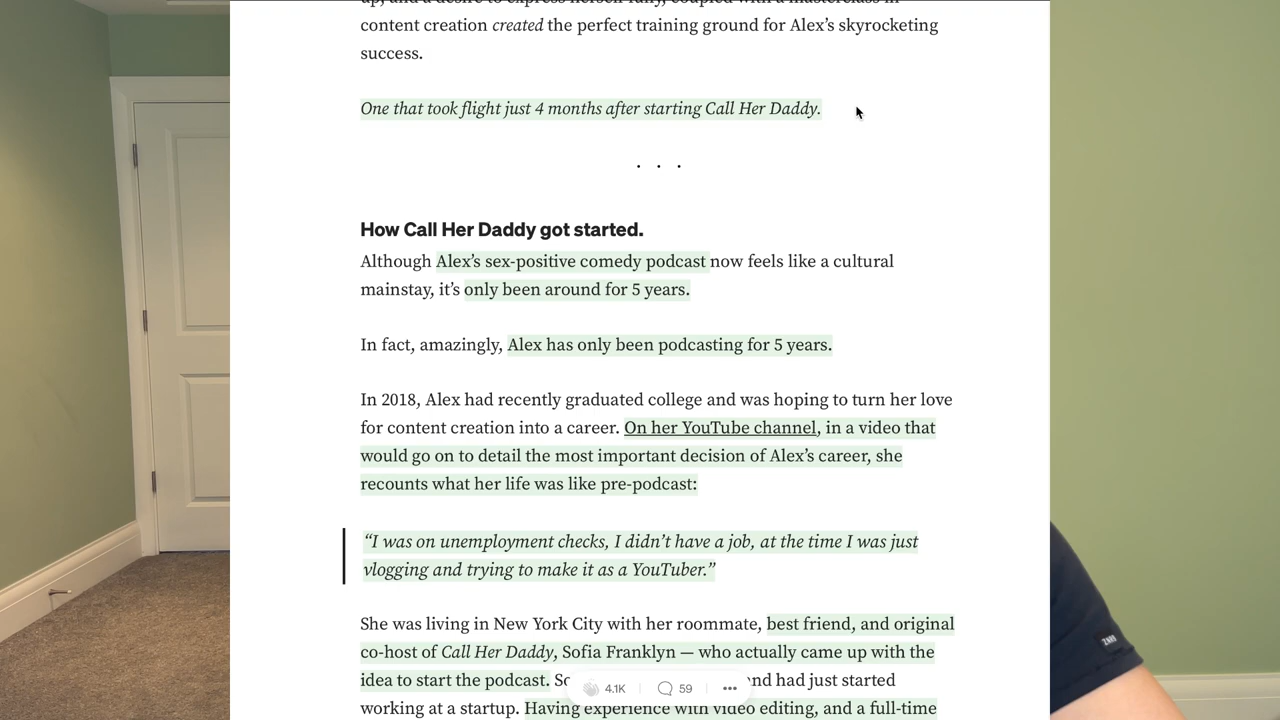 content creation created the perfect training ground for Alex’s skyrocketing
success.
One that took flight just 4 months after starting Call Her Daddy.
. . .
How Call Her Daddy got started.
Although Alex’s sex-positive comedy podcast now feels like a cultural
mainstay, it’s only been around for 5 years.
In fact, amazingly, Alex has only been podcasting for 5 years.
In 2018, Alex had recently graduated college and was hoping to turn her love
for content creation into a career. On her YouTube channel, in a video that
would go on to detail the most important decision of Alex’s career, she
recounts what her life was like pre-podcast:
“I was on unemployment checks, I didn’t have a job, at the time I was just
vlogging and trying to make it as a YouTuber.”
She was living in New York City with her roommate, best friend, and original
co-host of Call Her Daddy, Sofia Franklyn — who actually came up with the
idea to start the podcast. and had just started
4.1K 59
working at a startup. Having experience with video editing, and a full-time